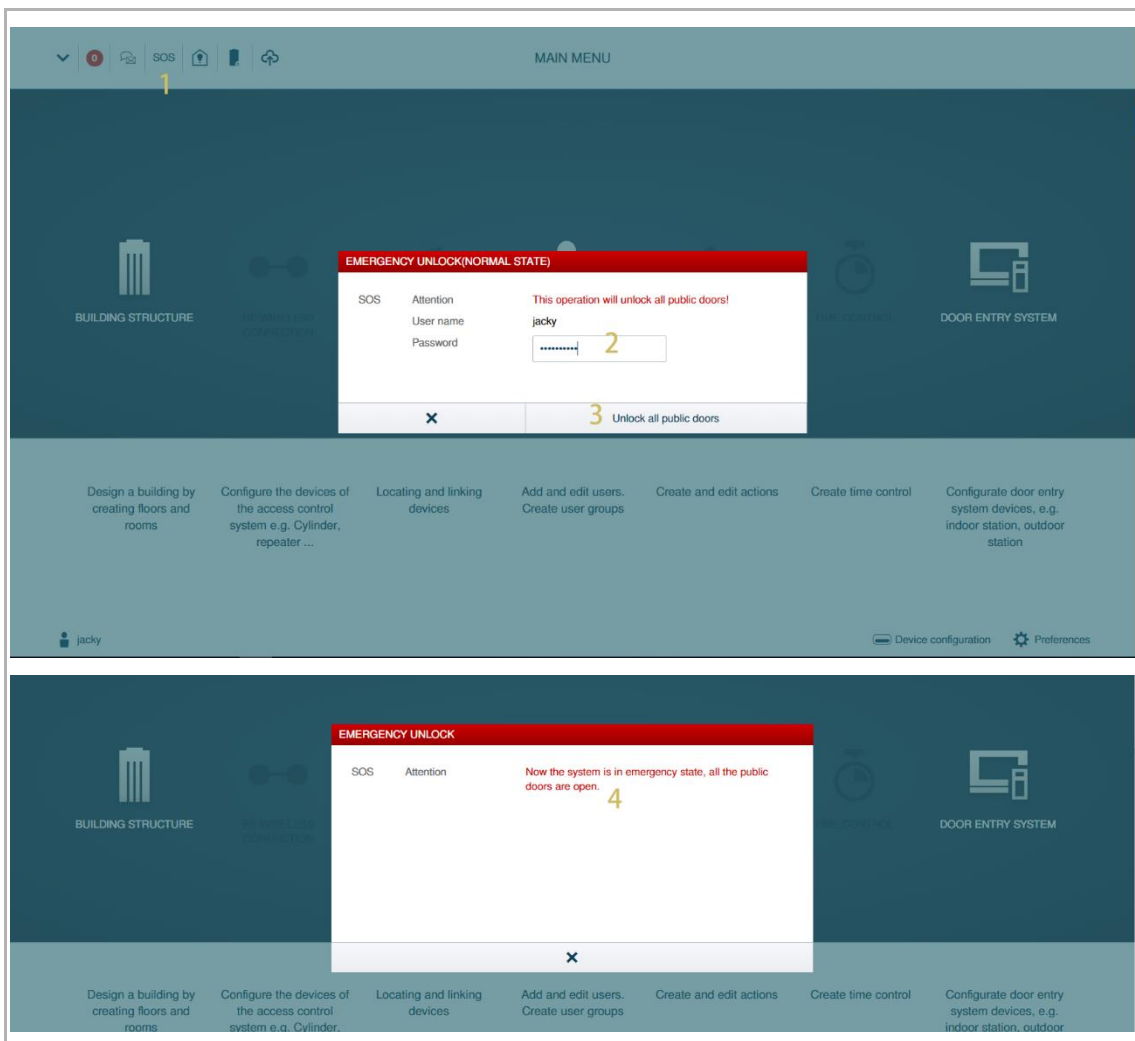 0 SOS MAIN MENU
1
EMERGENCY UNLOCK(NORMAL STATE)
SOS Attention This operation will unlock all public doors!
User name jacky
Password •••••••••• 2
3 Unlock all public doors
BUILDING STRUCTURE
TIME CONTROL
DOOR ENTRY SYSTEM
Design a building by creating floors and rooms
Configure the devices of the access control system e.g. Cylinder, repeater ...
Locating and linking devices
Add and edit users. Create user groups
Create and edit actions
Create time control
Configurate door entry system devices, e.g. indoor station, outdoor station
jacky Device configuration Preferences
EMERGENCY UNLOCK
SOS Attention Now the system is in emergency state, all the public
doors are open.
4
BUILDING STRUCTURE
TIME CONTROL
DOOR ENTRY SYSTEM
Design a building by creating floors and rooms
Configure the devices of the access control system e.g. Cylinder,
Locating and linking devices
Add and edit users. Create user groups
Create and edit actions
Create time control
Configurate door entry system devices, e.g. indoor station, outdoor